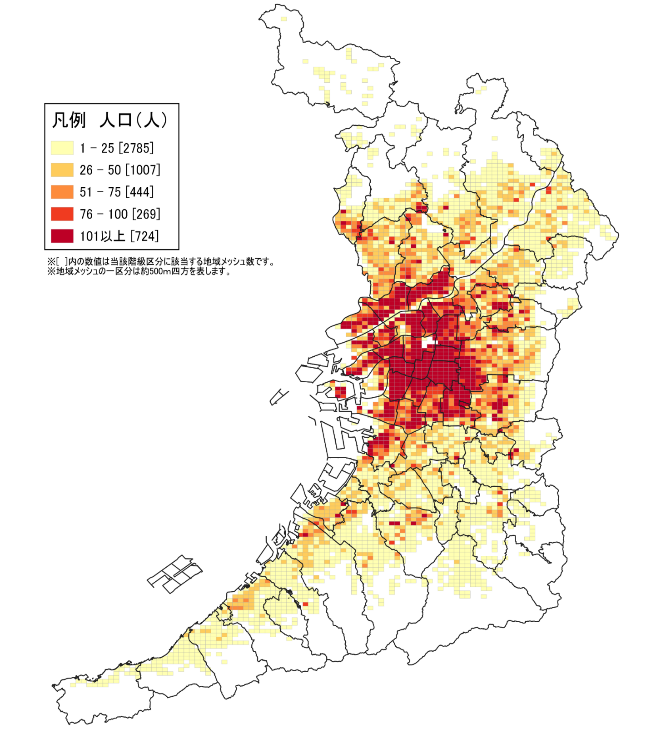 凡例 人口(人)
1 - 25 [2785]
26 - 50 [1007]
51 - 75 [444]
76 - 100 [269]
101以上 [724]
※[ ]内の数値は当該階級区分に該当する地域メッシュ数です。
※地域メッシュの一区分は約500m四方を表します。